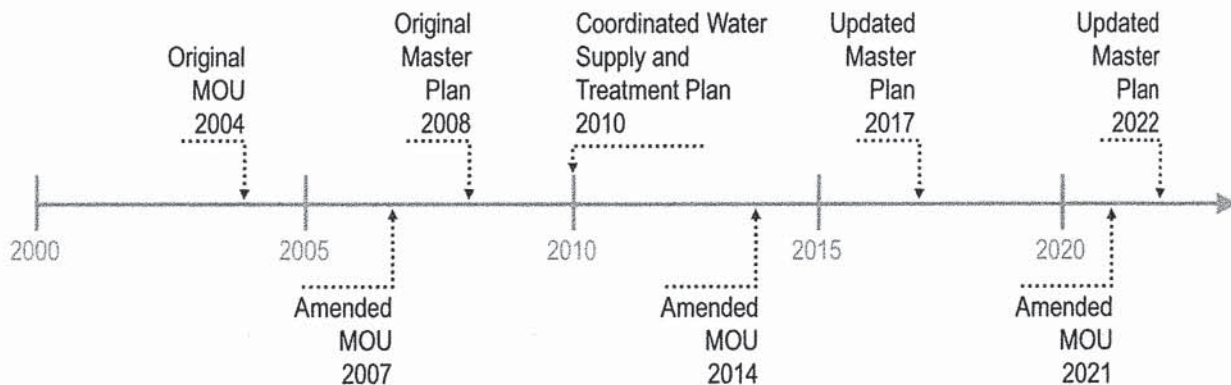 Original
MOU
2004
Original
Master
Plan
2008
Coordinated Water
Supply and
Treatment Plan
2010
Updated
Master
Plan
2017
Updated
Master
Plan
2022
2000
2005
2010
2015
2020
Amended
MOU
2007
Amended
MOU
2014
Amended
MOU
2021